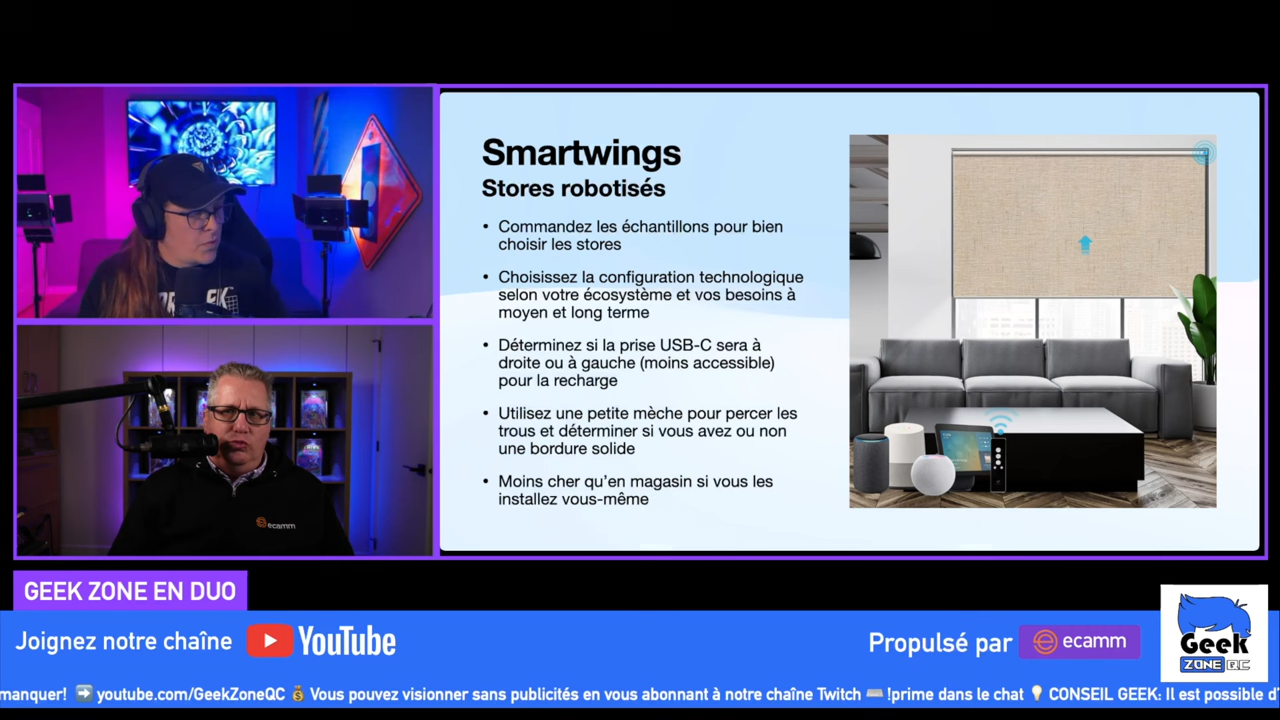 Smartwings
Stores robotisés
• Commandez les échantillons pour bien
choisir les stores
• Choisissez la configuration technologique
selon votre écosystème et vos besoins à
moyen et long terme
• Déterminez si la prise USB-C sera à
droite ou à gauche (moins accessible)
pour la recharge
• Utilisez une petite mèche pour percer les
trous et déterminer si vous avez ou non
une bordure solide
• Moins cher qu’en magasin si vous les
installez vous-même
ecamm
GEEK ZONE EN DUO
Joignez notre chaîne YouTube
Propulsé par ecamm
Geek
ZONE QC
manquer! ➡️ youtube.com/GeekZoneQC 💰 Vous pouvez visionner sans publicités en vous abonnant à notre chaîne Twitch ⌨️ !prime dans le chat 💡 CONSEIL GEEK: Il est possible d'